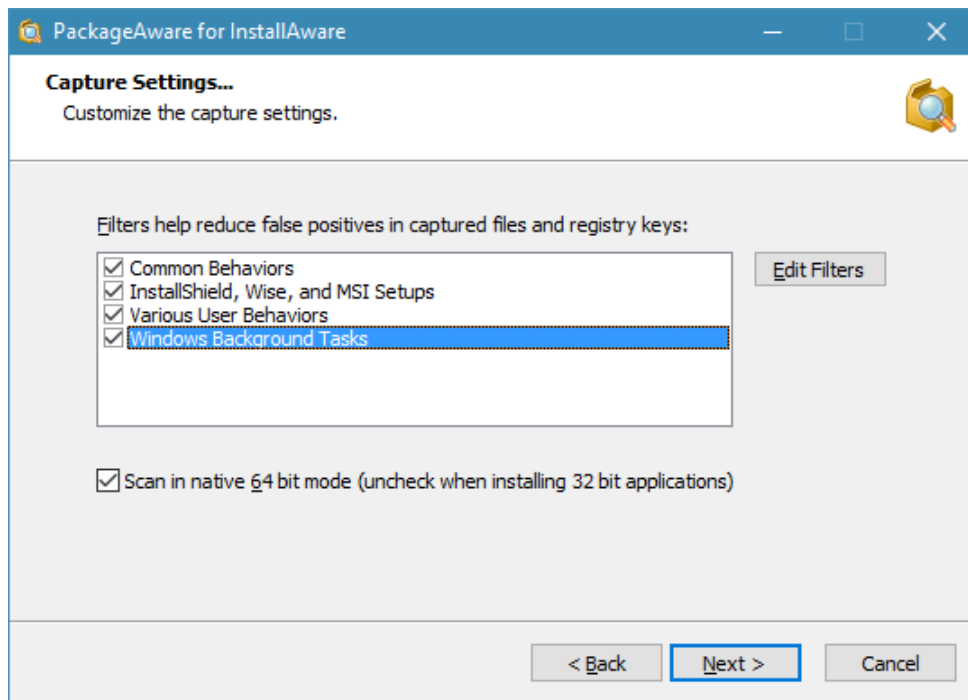 PackageAware for InstallAware
Capture Settings...
Customize the capture settings.
Filters help reduce false positives in captured files and registry keys:
Common Behaviors
InstallShield, Wise, and MSI Setups
Various User Behaviors
Windows Background Tasks
Edit Filters
Scan in native 64 bit mode (uncheck when installing 32 bit applications)
< Back
Next >
Cancel